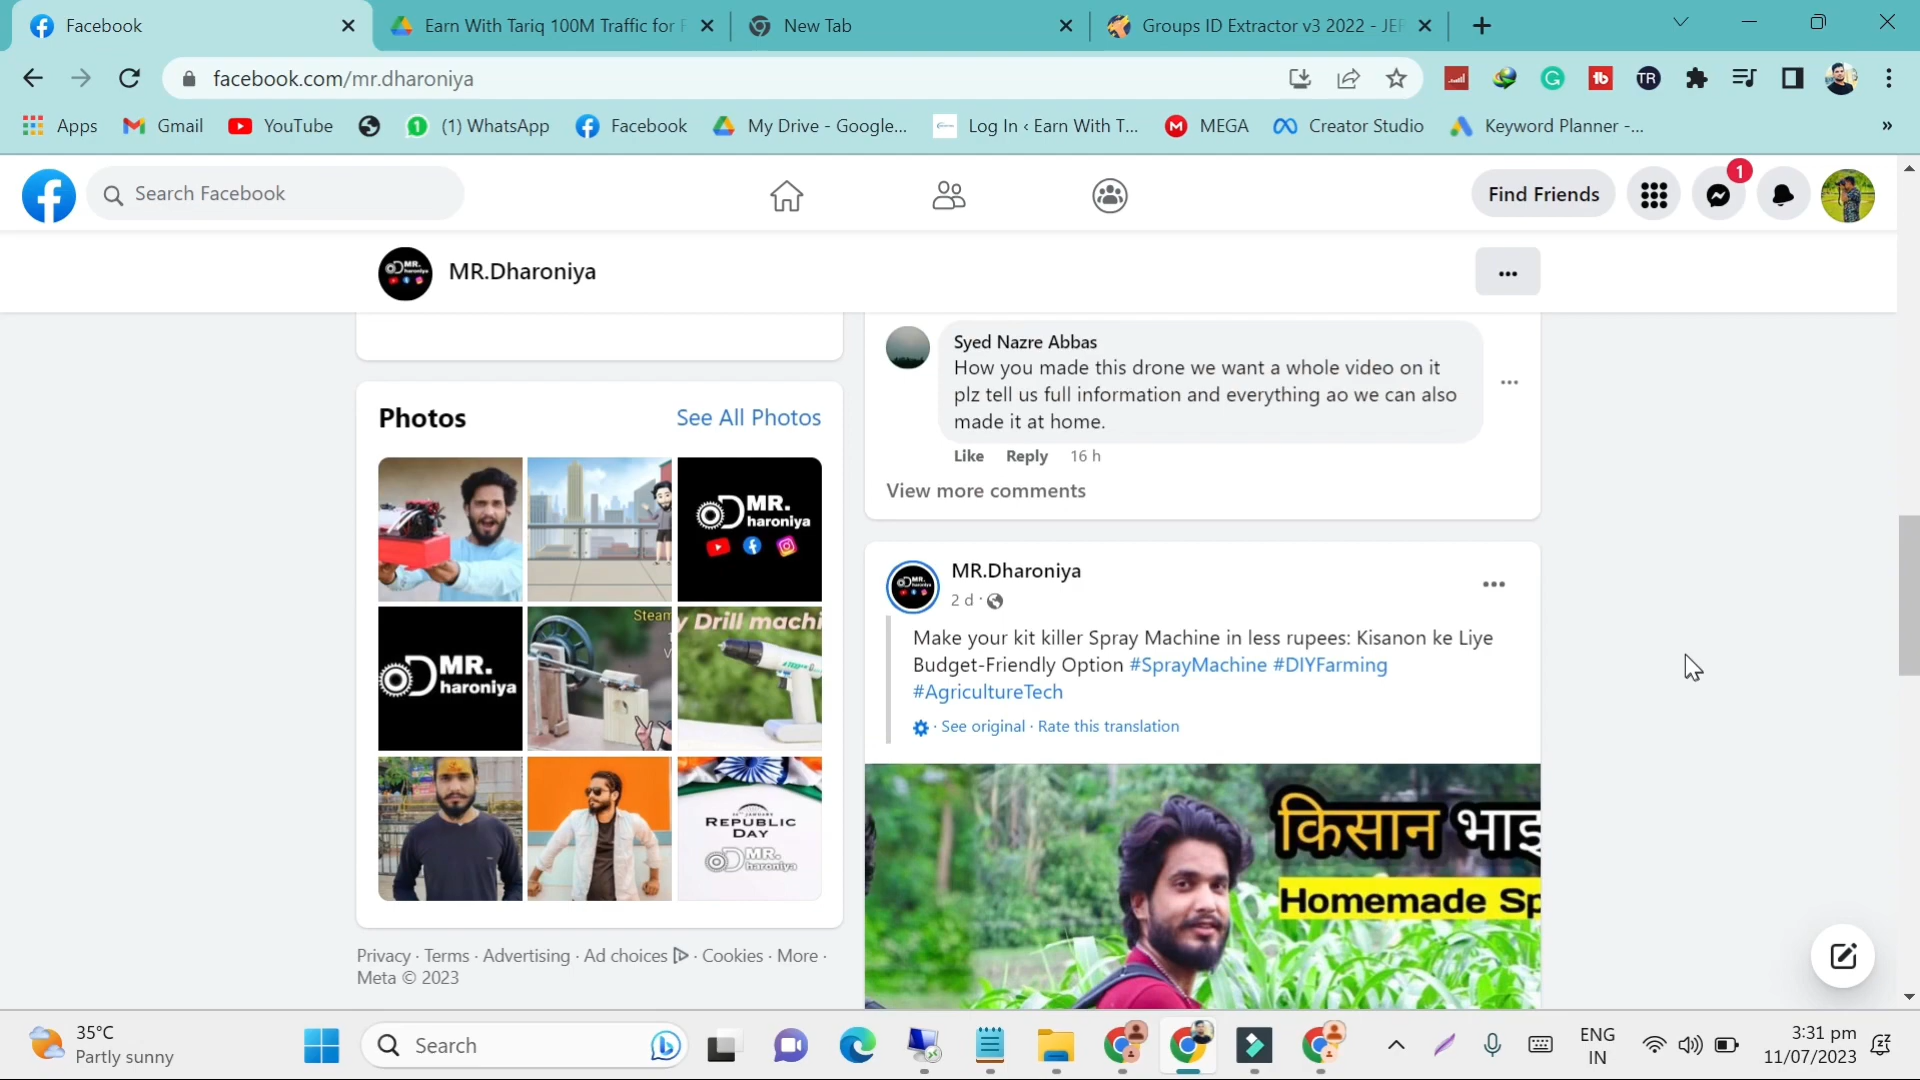 Facebook
Earn With Tariq 100M Traffic for F
New Tab
Groups ID Extractor v3 2022 - JEF
facebook.com/mr.dharoniya
tb
TR
Apps
Gmail
YouTube
(1) WhatsApp
Facebook
My Drive - Google...
Log In ‹ Earn With T...
MEGA
Creator Studio
Keyword Planner -...
»
Search Facebook
Find Friends
1
MR.Dharoniya
...
Syed Nazre Abbas
How you made this drone we want a whole video on it
plz tell us full information and everything ao we can also
made it at home.
Like Reply 16 h
View more comments
Photos
See All Photos
MR.
haroniya
MR.
haroniya
Steam
y Drill machi
REPUBLIC
DAY
MR.
haroniya
Privacy · Terms · Advertising · Ad choices · Cookies · More ·
Meta © 2023
MR.Dharoniya
2 d ·
Make your kit killer Spray Machine in less rupees: Kisanon ke Liye
Budget-Friendly Option #SprayMachine #DIYFarming
#AgricultureTech
· See original · Rate this translation
किसान भाइ
Homemade Sp
35°C
Partly sunny
Search
ENG
IN
3:31 pm
11/07/2023